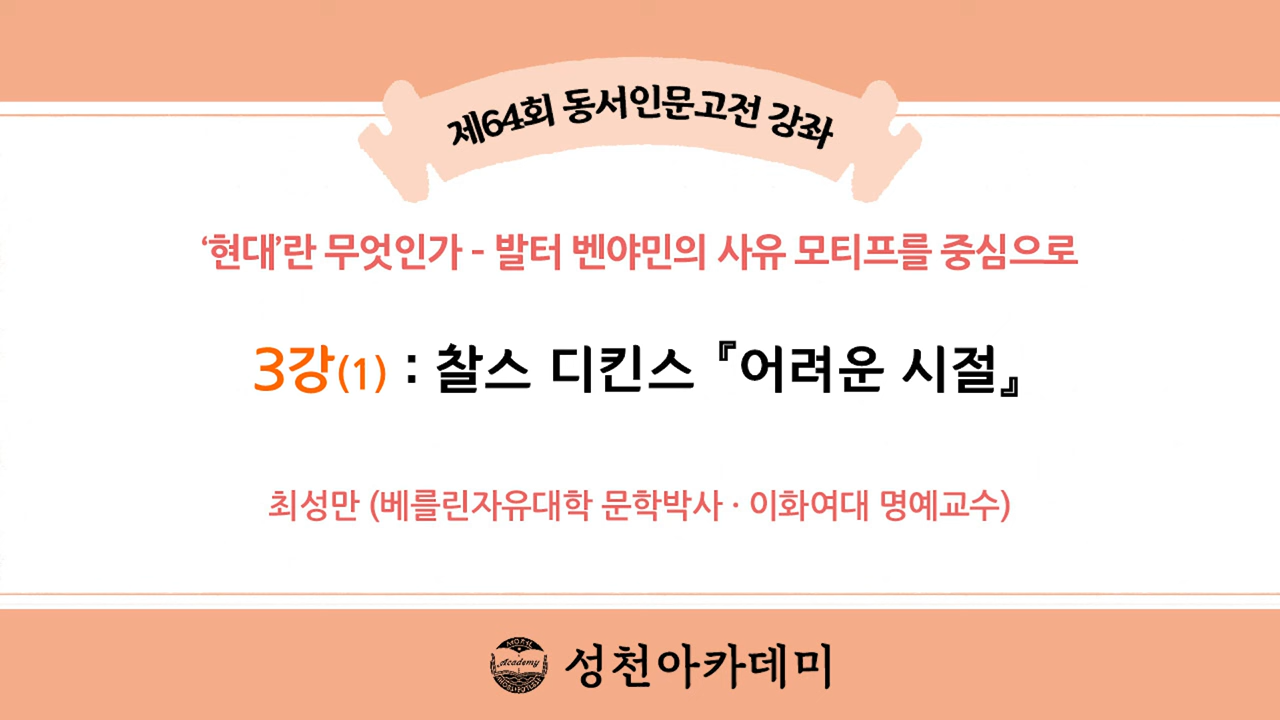 제64회 동서인문고전 강좌
‘현대’란 무엇인가 - 발터 벤야민의 사유 모티프를 중심으로
3강(1) : 찰스 디킨스 『어려운 시절』
최성만 (베를린자유대학 문학박사 · 이화여대 명예교수)
Academy
성천아카데미